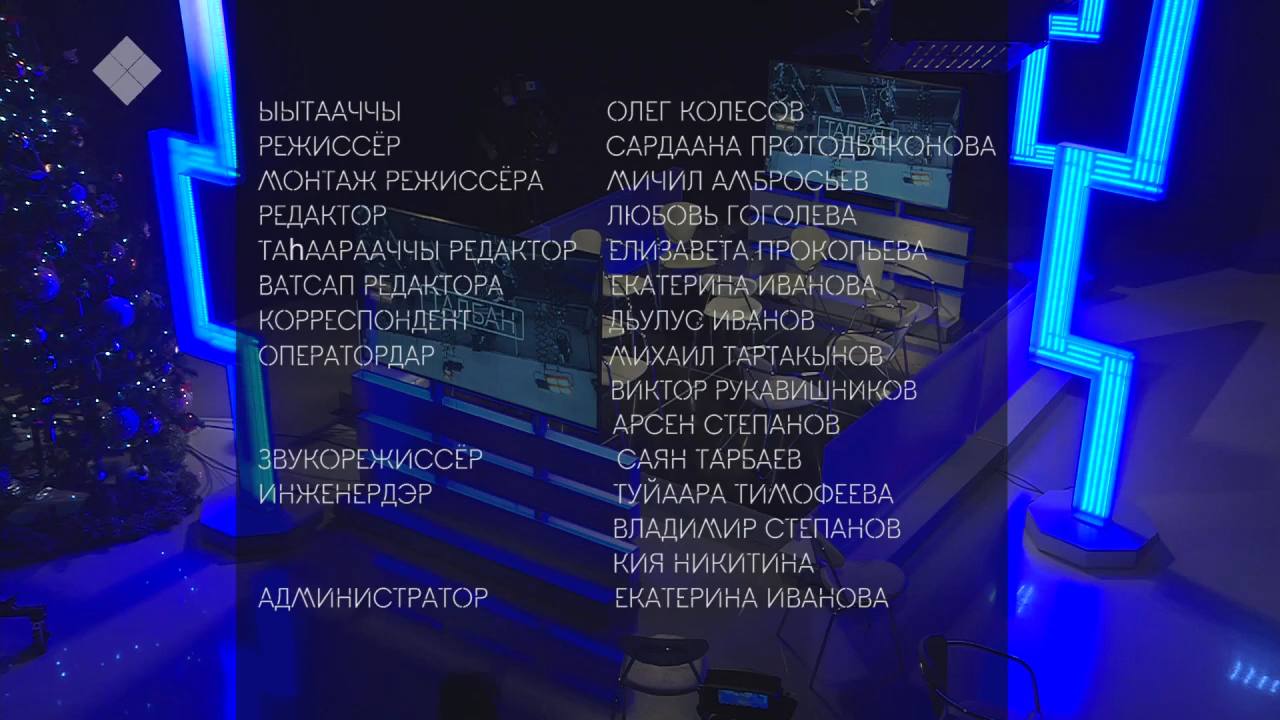 ЫЫТААЧЧЫ ОЛЕГ КОЛЕСОВ
РЕЖИССЁР САРДААНА ПРОТОДЬЯКОНОВА
МОНТАЖ РЕЖИССЁРА МИЧИЛ АМБРОСЬЕВ
РЕДАКТОР ЛЮБОВЬ ГОГОЛЕВА
ТАҺААРААЧЧЫ РЕДАКТОР ЕЛИЗАВЕТА ПРОКОПЬЕВА
ВАТСАП РЕДАКТОРА ЕКАТЕРИНА ИВАНОВА
КОРРЕСПОНДЕНТ ДЬУЛУС ИВАНОВ
ОПЕРАТОРДАР МИХАИЛ ТАРТАКЫНОВ
ВИКТОР РУКАВИШНИКОВ
АРСЕН СТЕПАНОВ
ЗВУКОРЕЖИССЁР САЯН ТАРБАЕВ
ИНЖЕНЕРДЭР ТУЙААРА ТИМОФЕЕВА
ВЛАДИМИР СТЕПАНОВ
КИЯ НИКИТИНА
АДМИНИСТРАТОР ЕКАТЕРИНА ИВАНОВА